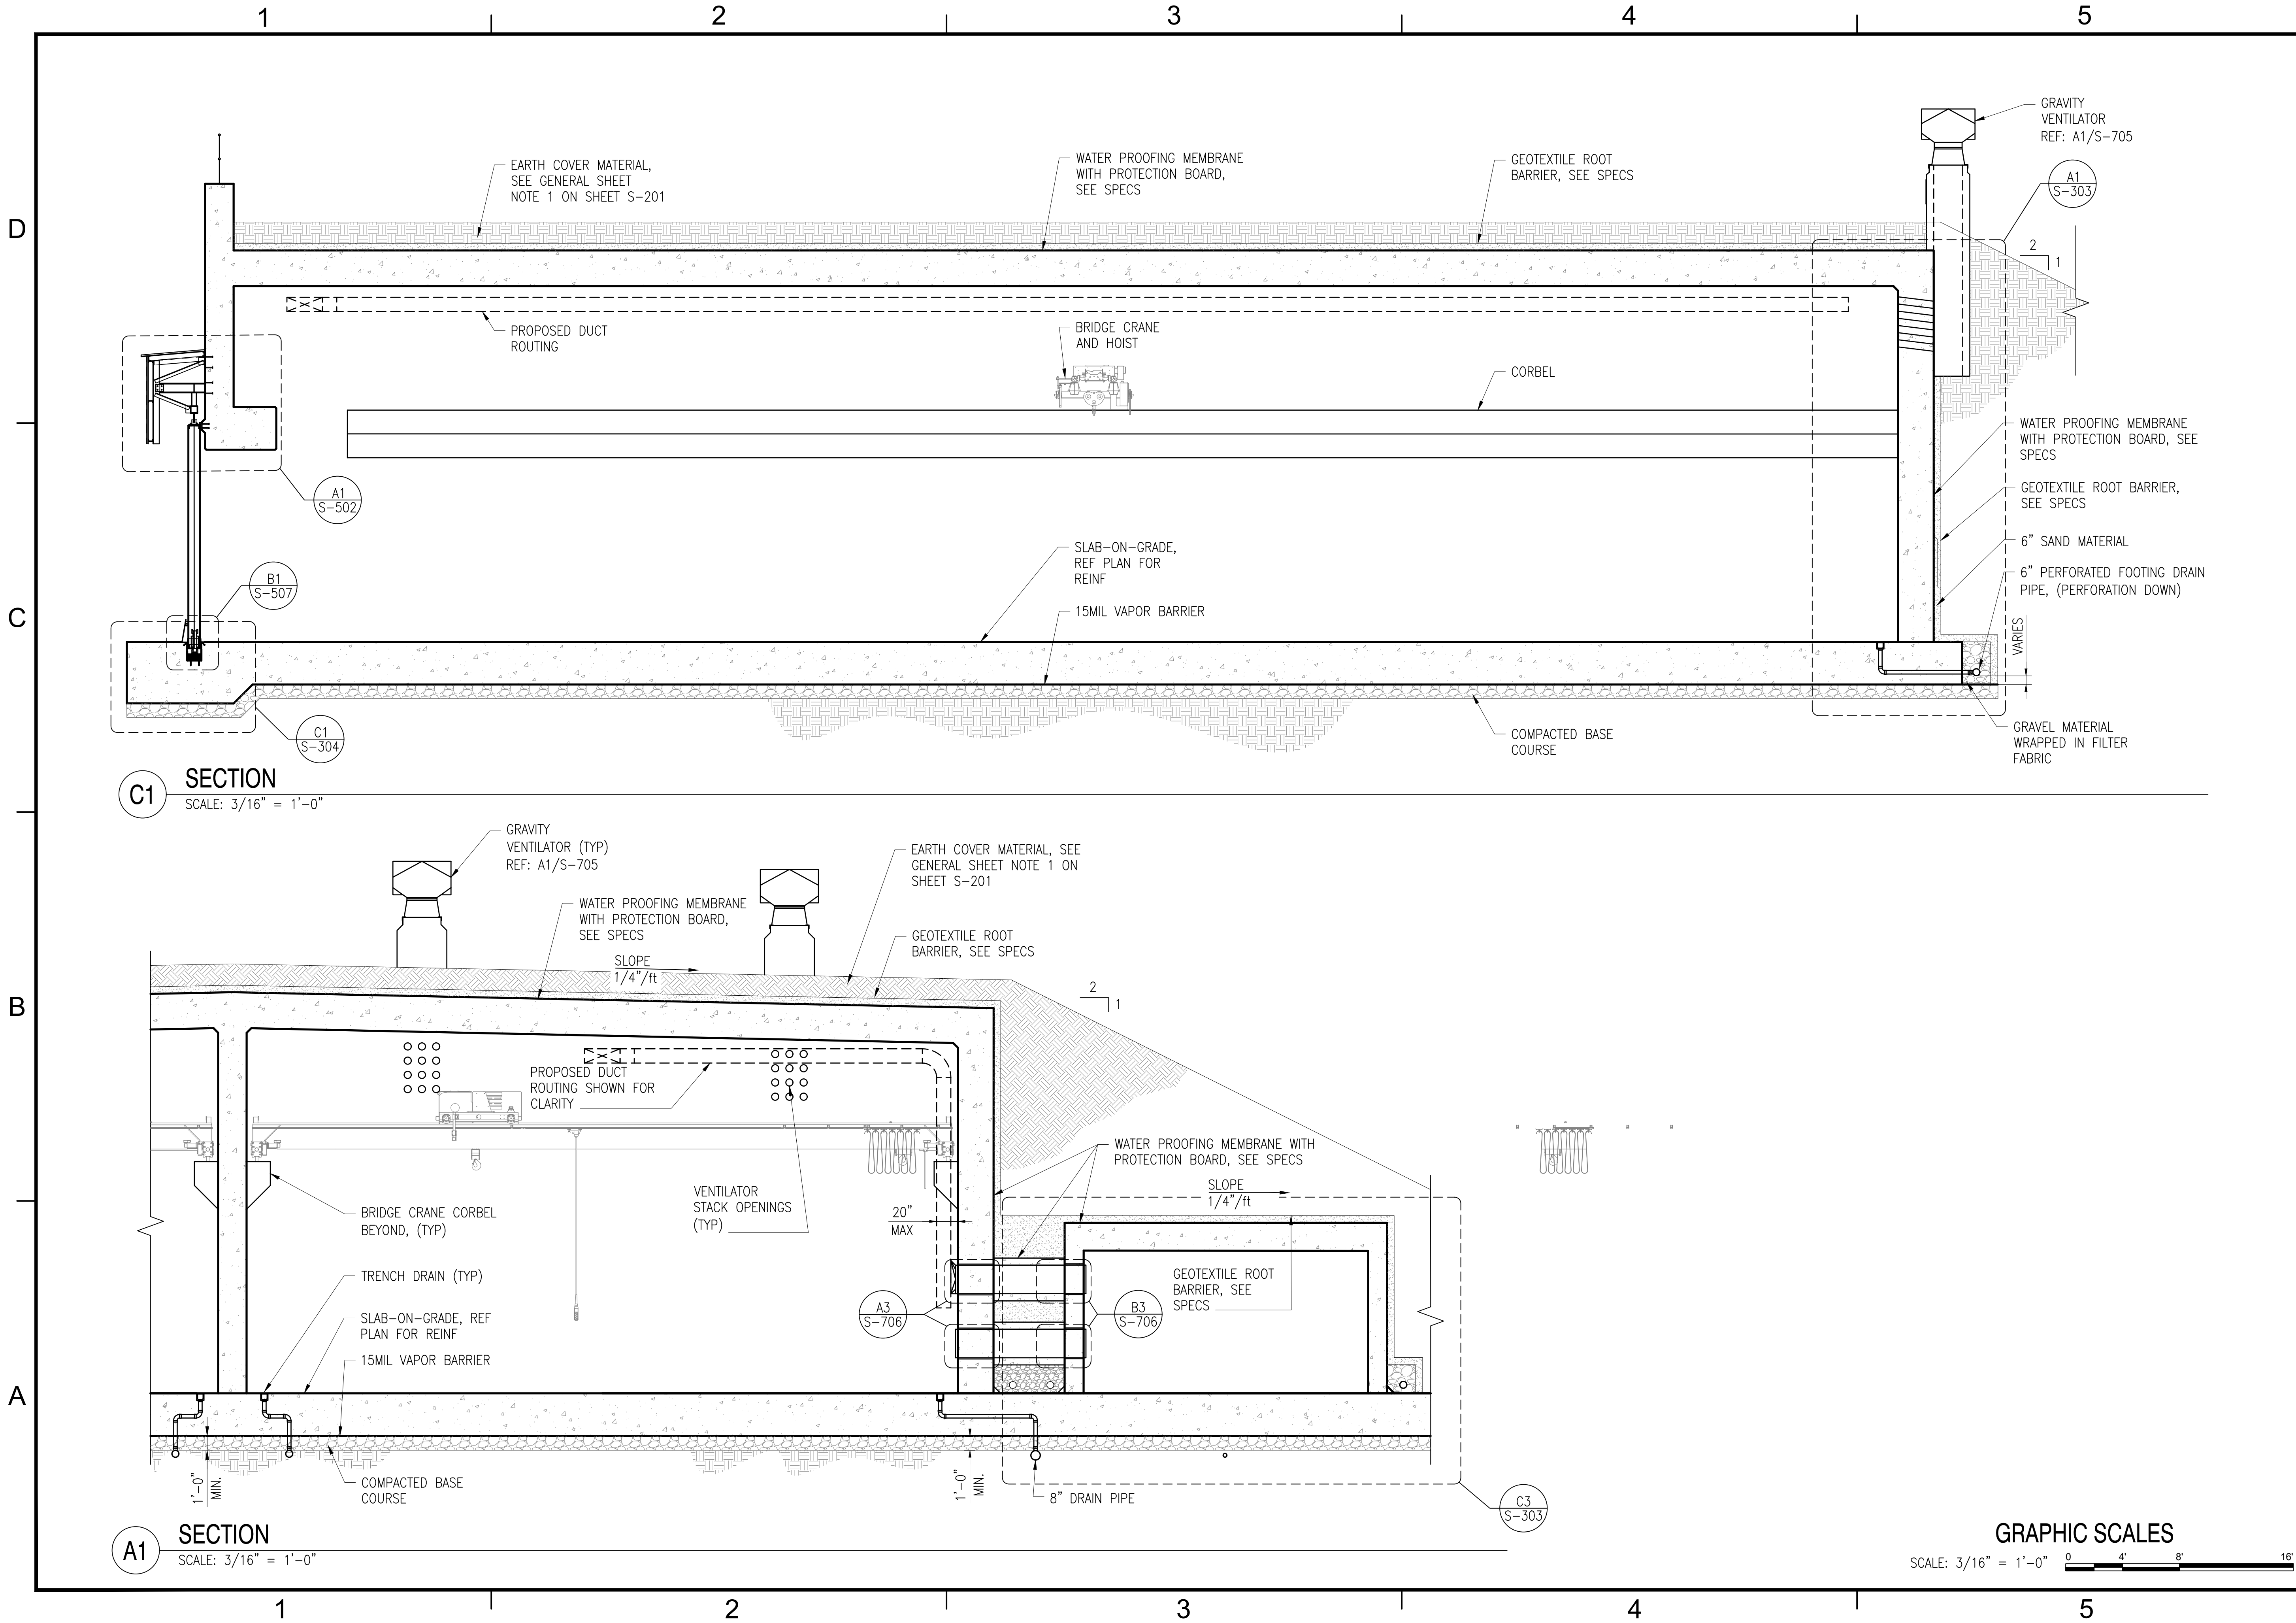 1
2
3
4
5
D
C
B
A
GRAVITY
VENTILATOR
REF: A1/S-705
A1
S-303
EARTH COVER MATERIAL,
SEE GENERAL SHEET
NOTE 1 ON SHEET S-201
WATER PROOFING MEMBRANE
WITH PROTECTION BOARD,
SEE SPECS
GEOTEXTILE ROOT
BARRIER, SEE SPECS
2
1
PROPOSED DUCT
ROUTING
BRIDGE CRANE
AND HOIST
CORBEL
A1
S-502
WATER PROOFING MEMBRANE
WITH PROTECTION BOARD, SEE
SPECS
GEOTEXTILE ROOT BARRIER,
SEE SPECS
6" SAND MATERIAL
6" PERFORATED FOOTING DRAIN
PIPE, (PERFORATION DOWN)
VARIES
SLAB-ON-GRADE,
REF PLAN FOR
REINF
15MIL VAPOR BARRIER
B1
S-507
C1
S-304
COMPACTED BASE
COURSE
GRAVEL MATERIAL
WRAPPED IN FILTER
FABRIC
C1
SECTION
SCALE: 3/16" = 1'-0"
GRAVITY
VENTILATOR (TYP)
REF: A1/S-705
WATER PROOFING MEMBRANE
WITH PROTECTION BOARD,
SEE SPECS
EARTH COVER MATERIAL, SEE
GENERAL SHEET NOTE 1 ON
SHEET S-201
GEOTEXTILE ROOT
BARRIER, SEE SPECS
SLOPE
1/4"/ft
2
1
PROPOSED DUCT
ROUTING SHOWN FOR
CLARITY
WATER PROOFING MEMBRANE WITH
PROTECTION BOARD, SEE SPECS
SLOPE
1/4"/ft
VENTILATOR
STACK OPENINGS
(TYP)
20"
MAX
BRIDGE CRANE CORBEL
BEYOND, (TYP)
TRENCH DRAIN (TYP)
SLAB-ON-GRADE, REF
PLAN FOR REINF
15MIL VAPOR BARRIER
GEOTEXTILE ROOT
BARRIER, SEE
SPECS
A3
S-706
B3
S-706
COMPACTED BASE
COURSE
1'-0"
MIN.
1'-0"
MIN.
8" DRAIN PIPE
C3
S-303
A1
SECTION
SCALE: 3/16" = 1'-0"
GRAPHIC SCALES
SCALE: 3/16" = 1'-0"
0 4' 8' 16'
1
2
3
4
5